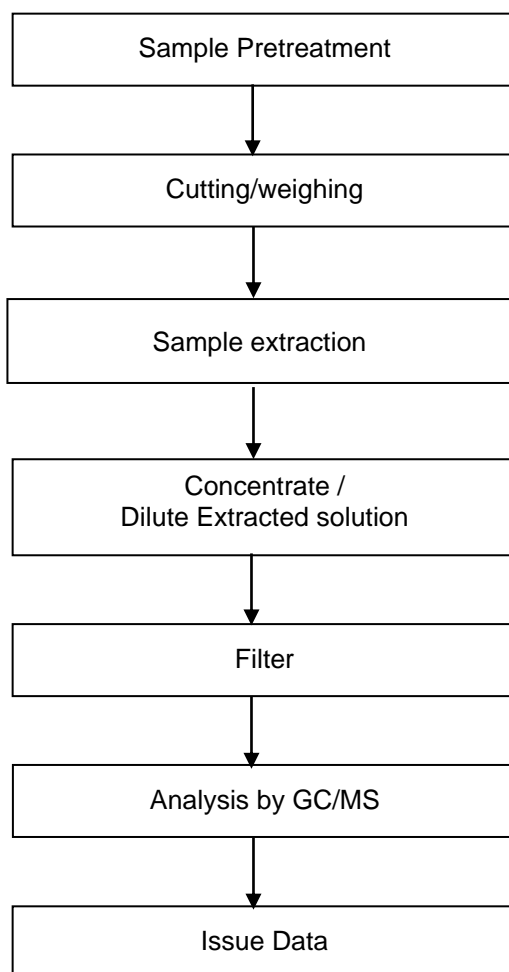 Sample Pretreatment
Cutting/weighing
Sample extraction
Concentrate /
Dilute Extracted solution
Filter
Analysis by GC/MS
Issue Data